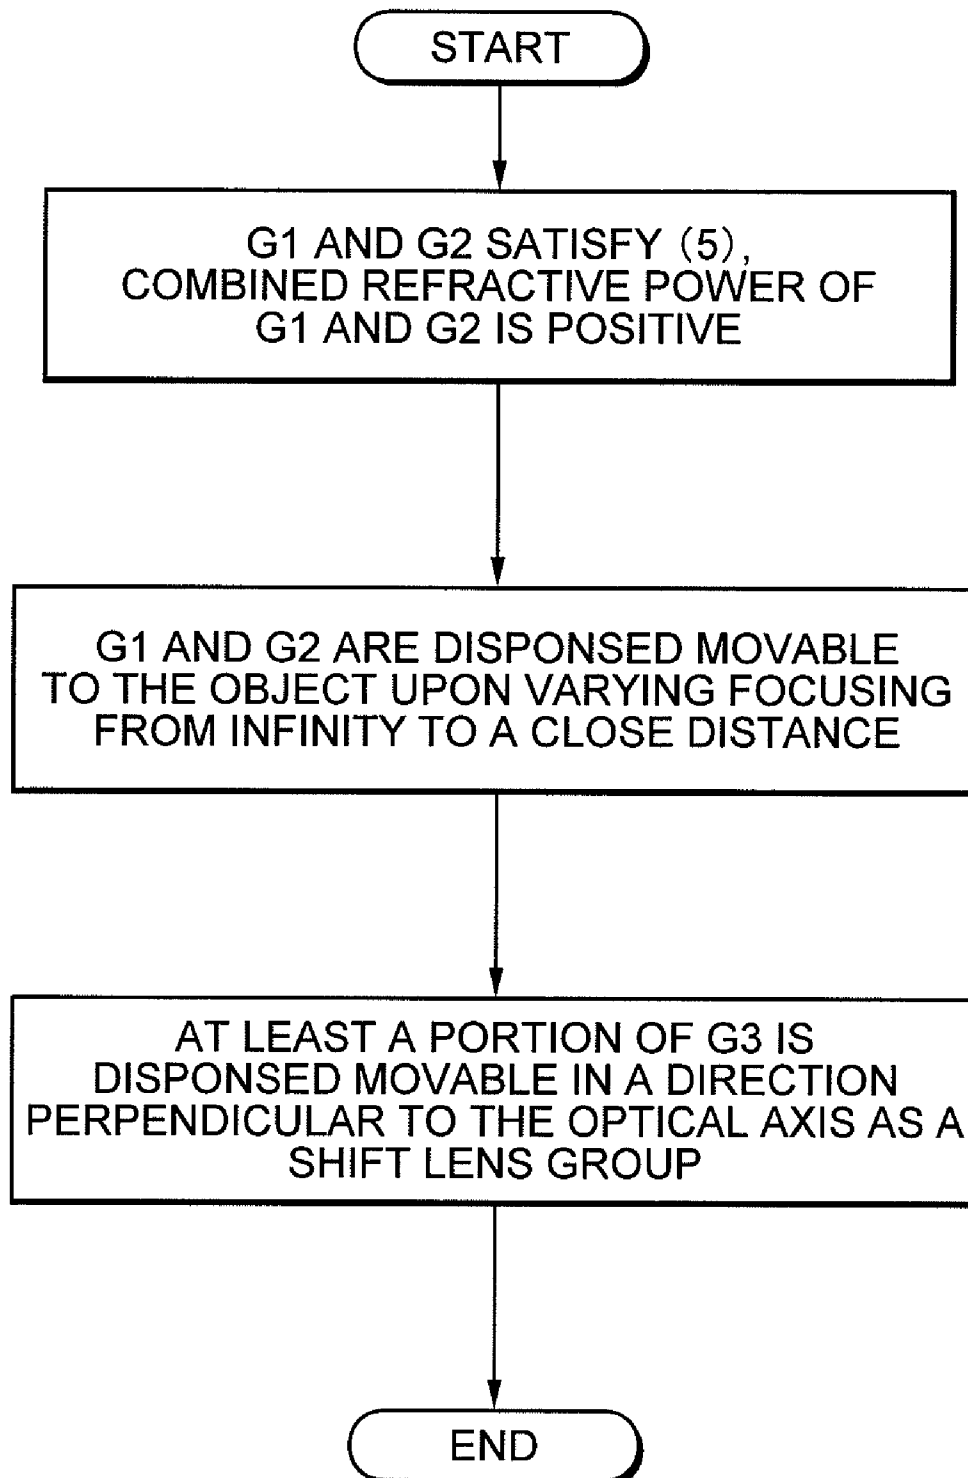 START
G1 AND G2 SATISFY (5),
COMBINED REFRACTIVE POWER OF
G1 AND G2 IS POSITIVE
G1 AND G2 ARE DISPONSED MOVABLE
TO THE OBJECT UPON VARYING FOCUSING
FROM INFINITY TO A CLOSE DISTANCE
AT LEAST A PORTION OF G3 IS
DISPONSED MOVABLE IN A DIRECTION
PERPENDICULAR TO THE OPTICAL AXIS AS A
SHIFT LENS GROUP
END